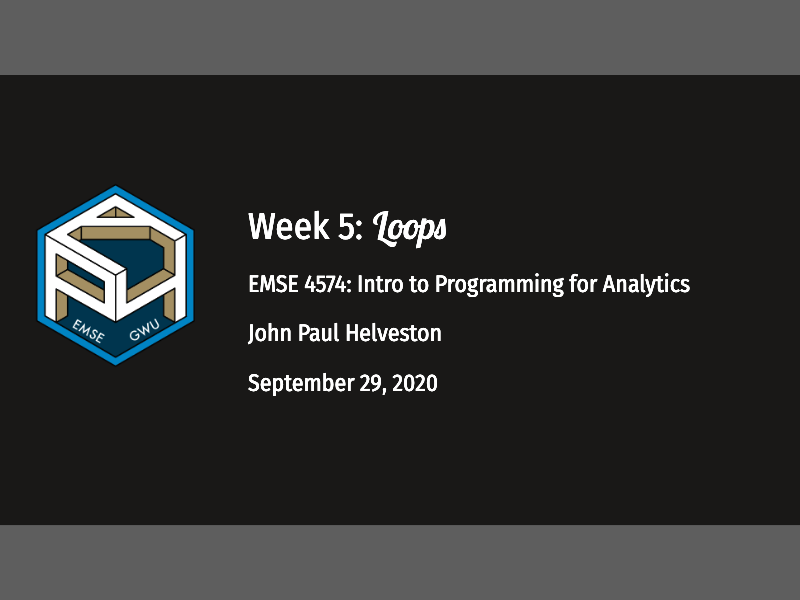 Week 5: Loops
EMSE 4574: Intro to Programming for Analytics
John Paul Helveston
September 29, 2020
EMSE GWU